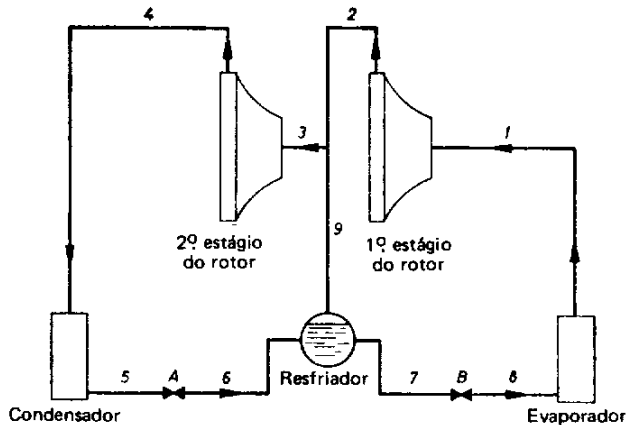 4
2
3
1
2º estágio
do rotor
9
1º estágio
do rotor
5
A
6
Resfriador
7
B
8
Condensador
Evaporador